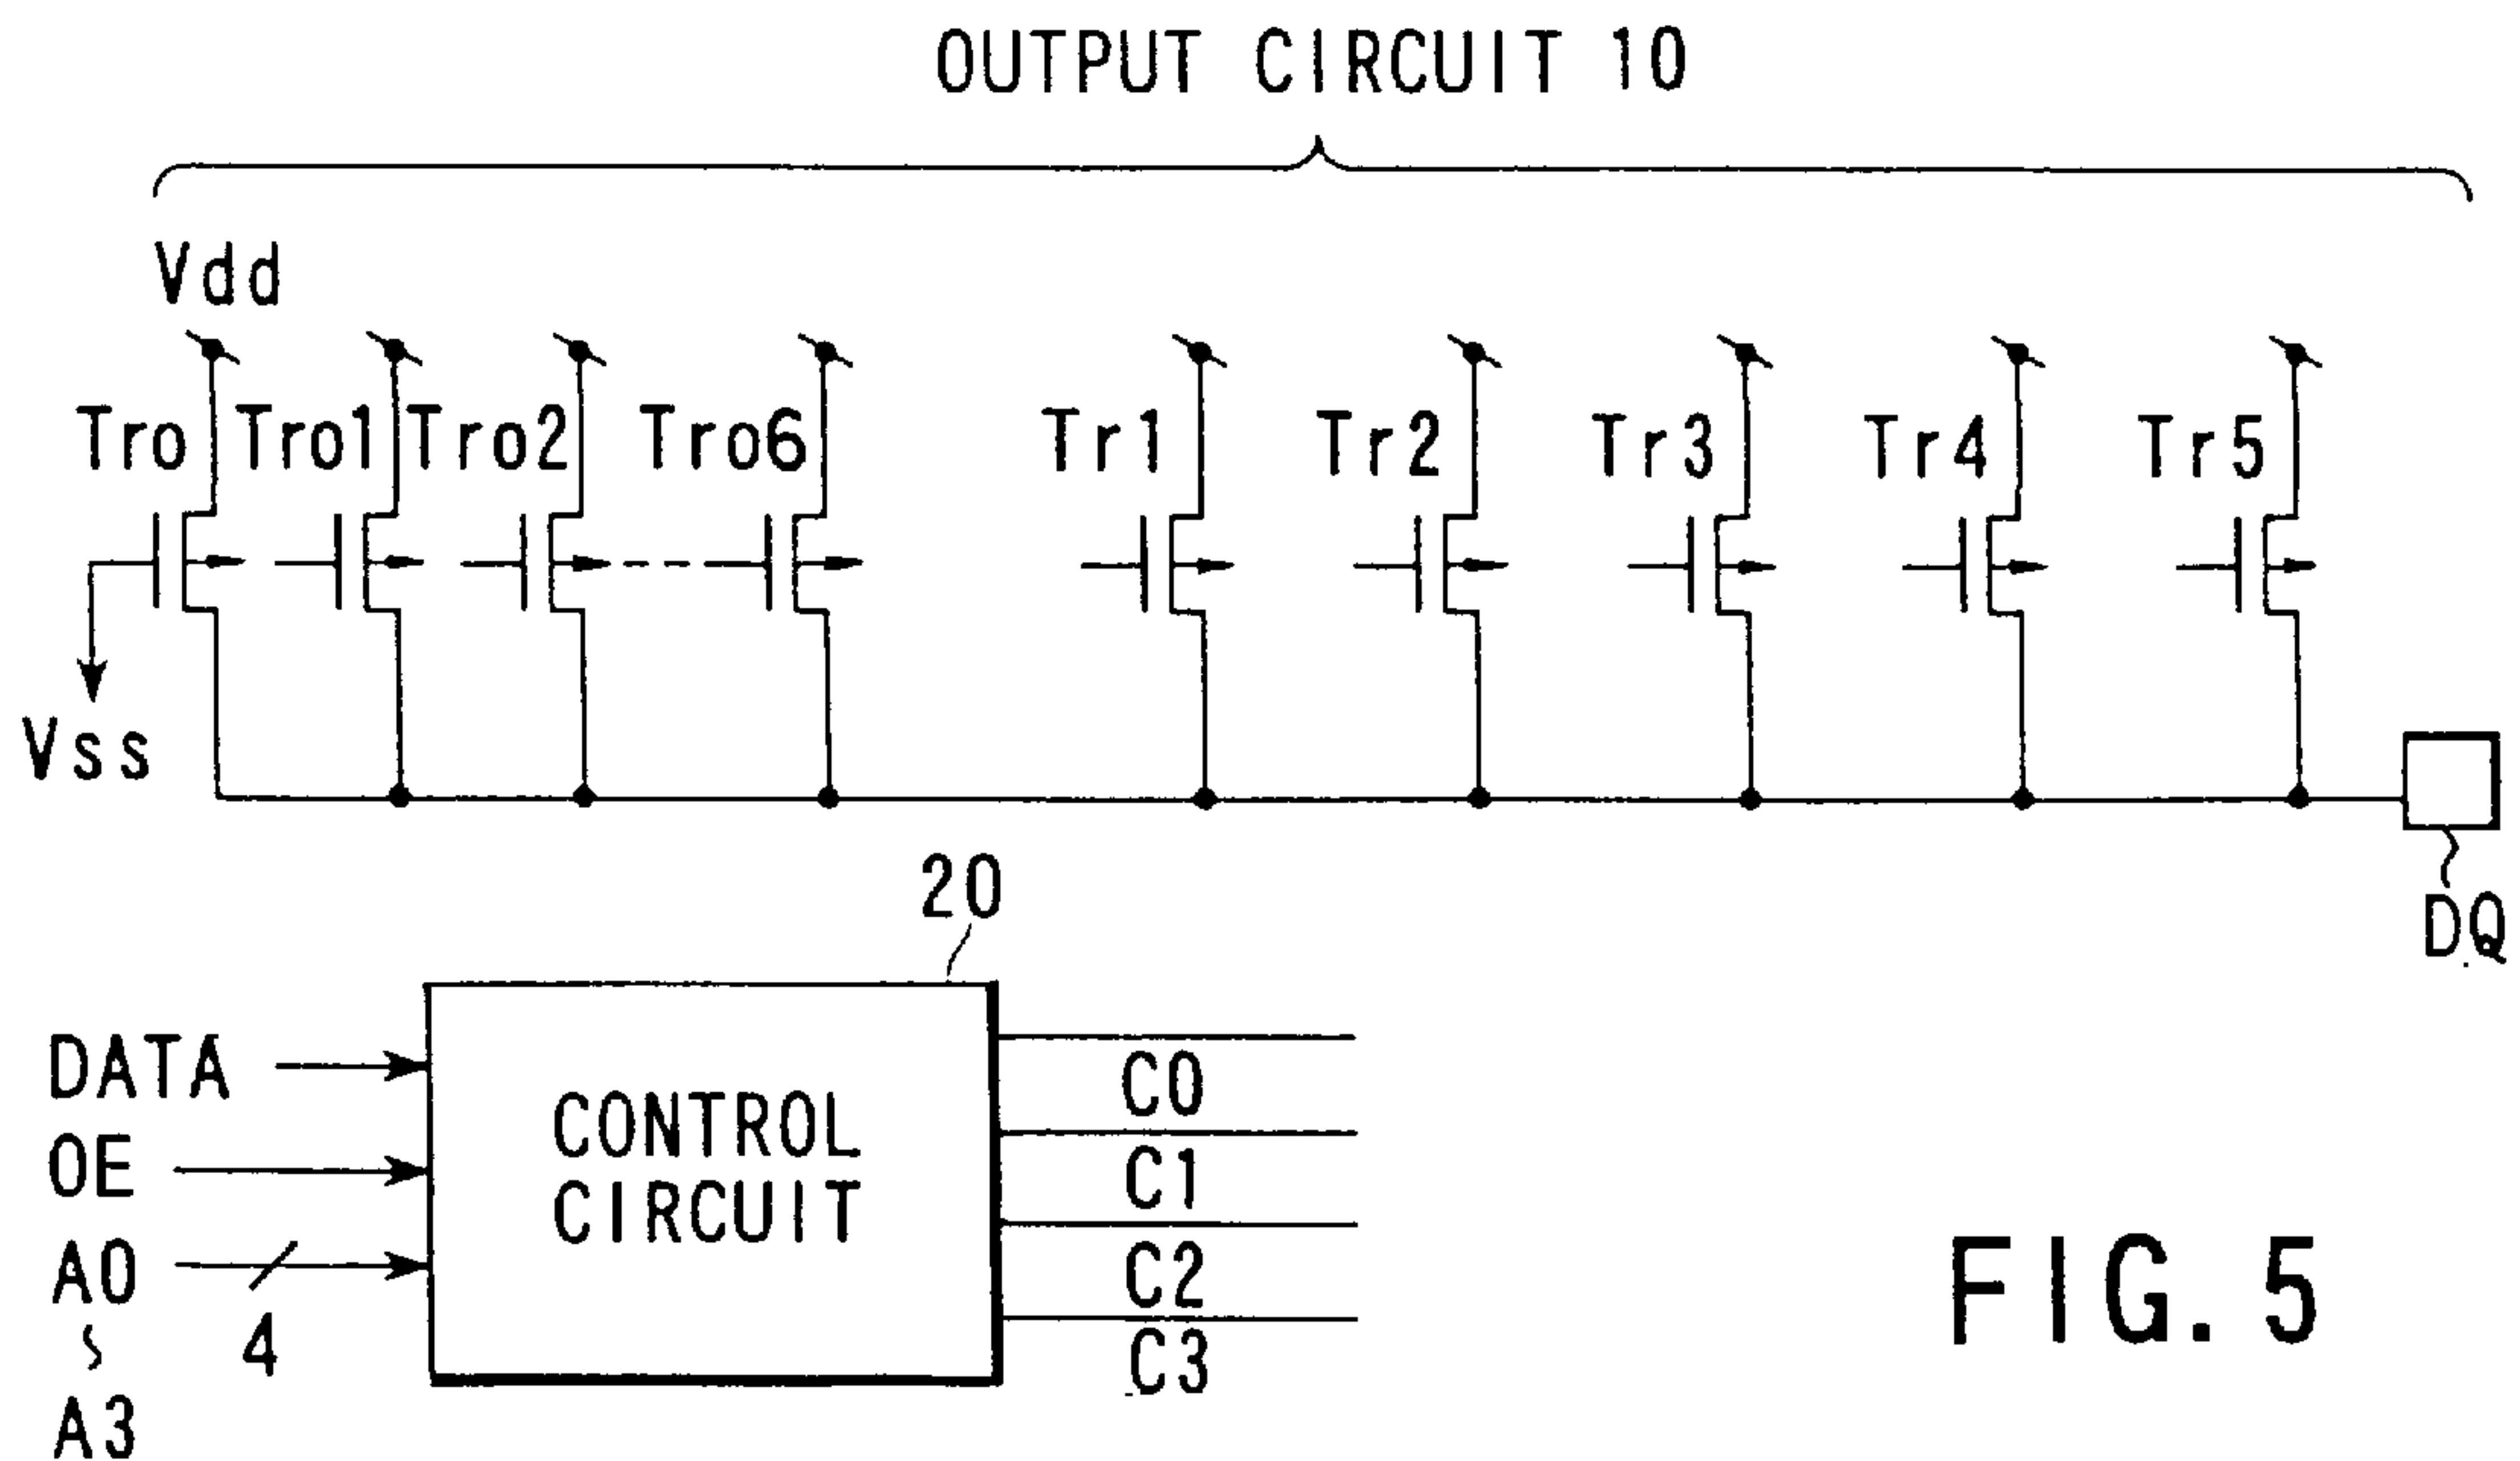 OUTPUT CIRCUIT 10
Vdd
Tro Tro1 Tro2 Tro6 Tr1 Tr2 Tr3 Tr4 Tr5
Vss
DQ
20
DATA
OE
A0
A3
4
CONTROL
CIRCUIT
C0
C1
C2
C3
FIG. 5